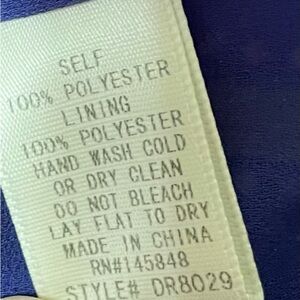 SELF
100% POLYESTER
LINING
100% POLYESTER
HAND WASH COLD
OR DRY CLEAN
DO NOT BLEACH
LAY FLAT TO DRY
MADE IN CHINA
RN#145848
STYLE# DR8029